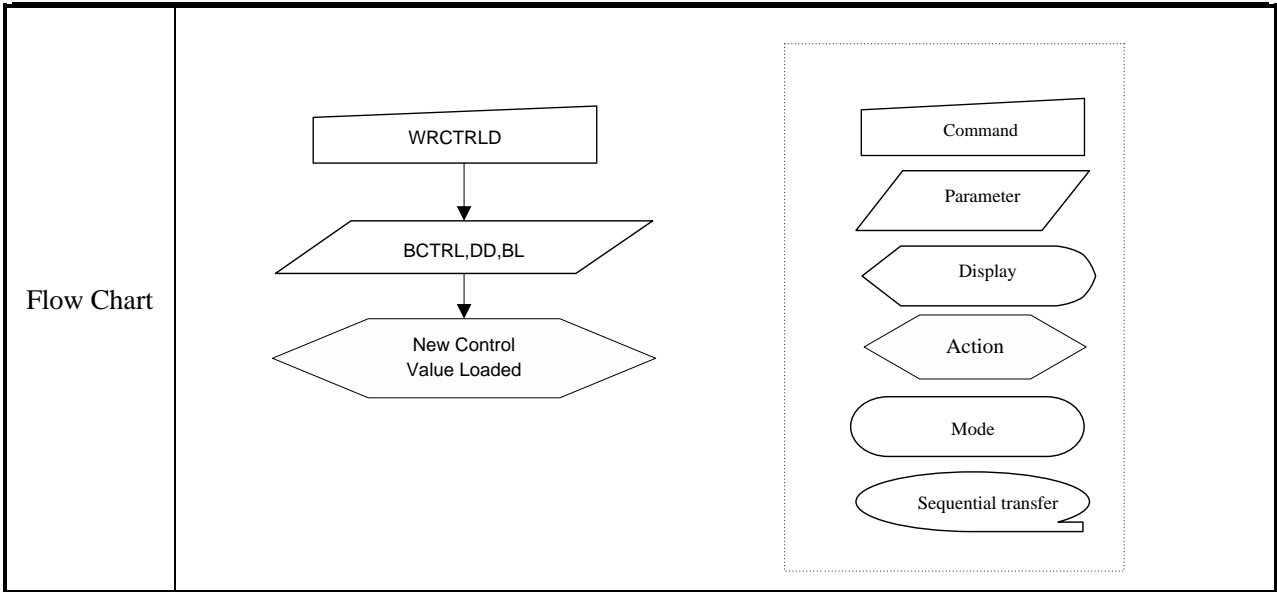 Flow Chart
WRCTRLD
BCTRL,DD,BL
New Control
Value Loaded
Command
Parameter
Display
Action
Mode
Sequential transfer